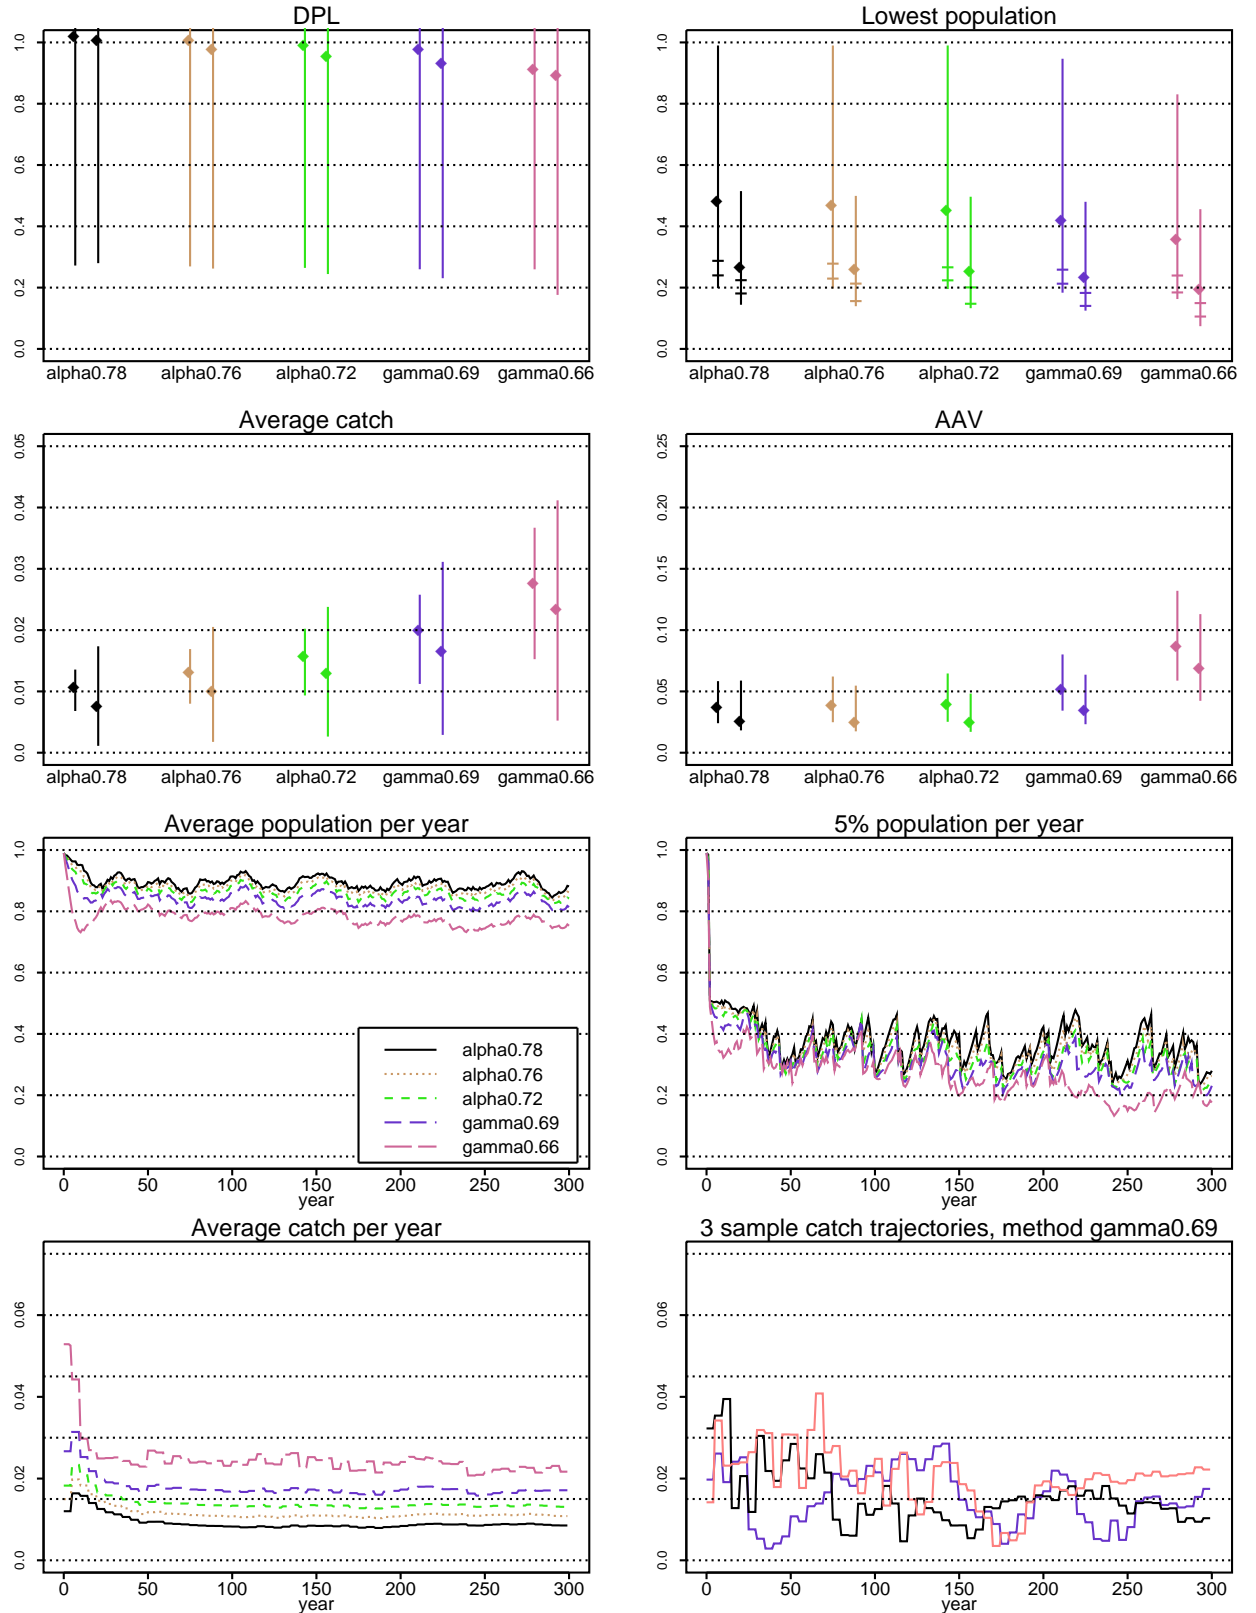 DPL
1.0
0.8
0.6
0.4
0.2
0.0
alpha0.78 alpha0.76 alpha0.72 gamma0.69 gamma0.66
Lowest population
1.0
0.8
0.6
0.4
0.2
0.0
alpha0.78 alpha0.76 alpha0.72 gamma0.69 gamma0.66
Average catch
0.05
0.04
0.03
0.02
0.01
0.0
alpha0.78 alpha0.76 alpha0.72 gamma0.69 gamma0.66
AAV
0.25
0.20
0.15
0.10
0.05
0.0
alpha0.78 alpha0.76 alpha0.72 gamma0.69 gamma0.66
Average population per year
1.0
0.8
0.6
0.4
0.2
0.0
alpha0.78
alpha0.76
alpha0.72
gamma0.69
gamma0.66
0 50 100 150 200 250 300
year
5% population per year
1.0
0.8
0.6
0.4
0.2
0.0
0 50 100 150 200 250 300
year
Average catch per year
0.06
0.04
0.02
0.0
0 50 100 150 200 250 300
year
3 sample catch trajectories, method gamma0.69
0.06
0.04
0.02
0.0
0 50 100 150 200 250 300
year